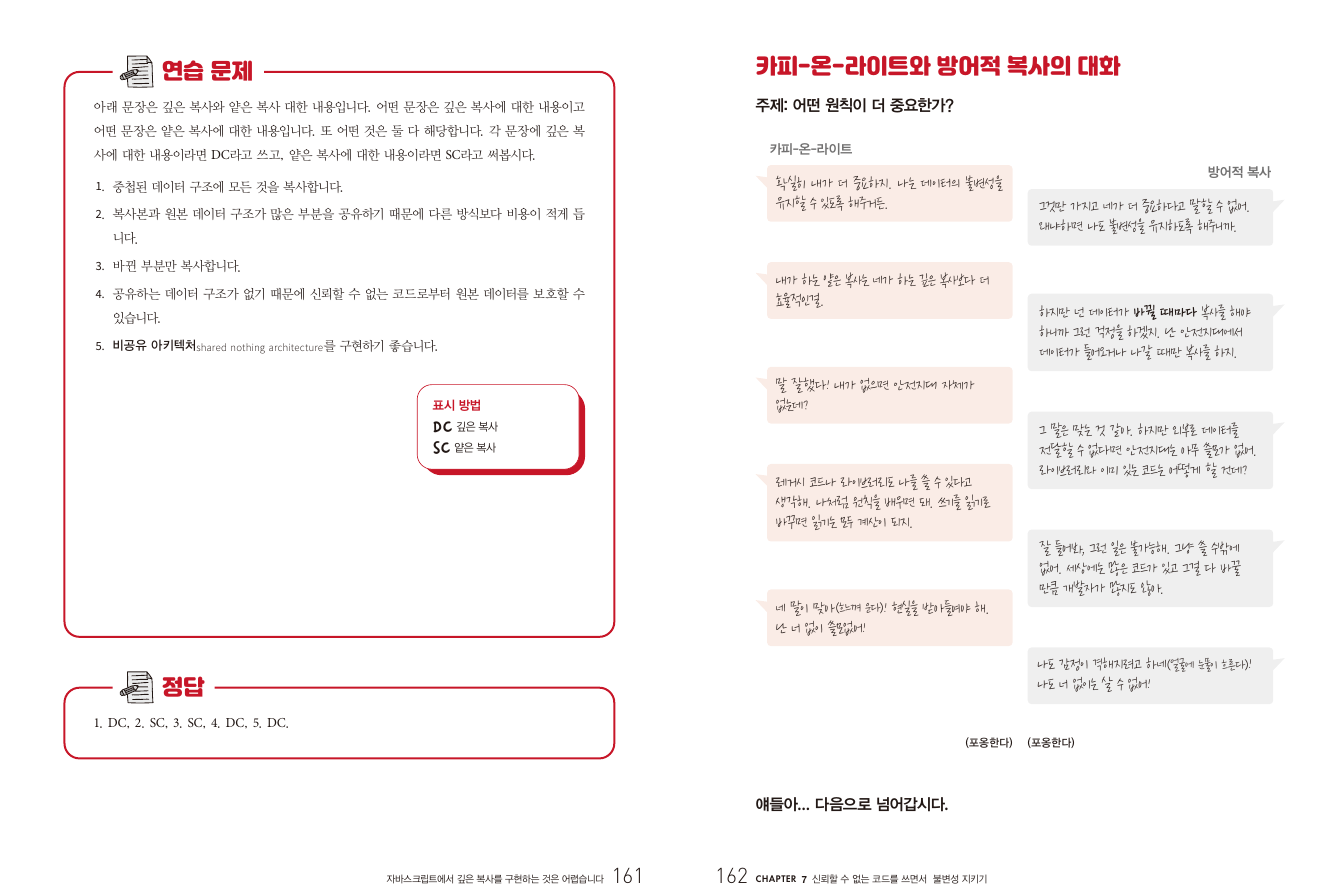 연습 문제
아래 문장은 깊은 복사와 얕은 복사 대한 내용입니다. 어떤 문장은 깊은 복사에 대한 내용이고
어떤 문장은 얕은 복사에 대한 내용입니다. 또 어떤 것은 둘 다 해당합니다. 각 문장에 깊은 복
사에 대한 내용이라면 DC라고 쓰고, 얕은 복사에 대한 내용이라면 SC라고 써봅시다.
1. 중첩된 데이터 구조에 모든 것을 복사합니다.
2. 복사본과 원본 데이터 구조가 많은 부분을 공유하기 때문에 다른 방식보다 비용이 적게 듭
니다.
3. 바뀐 부분만 복사합니다.
4. 공유하는 데이터 구조가 없기 때문에 신뢰할 수 없는 코드로부터 원본 데이터를 보호할 수
있습니다.
5. 비공유 아키텍처shared nothing architecture를 구현하기 좋습니다.
표시 방법
DC 깊은 복사
SC 얕은 복사
정답
1. DC, 2. SC, 3. SC, 4. DC, 5. DC.
자바스크립트에서 깊은 복사를 구현하는 것은 어렵습니다 161
카피-온-라이트와 방어적 복사의 대화
주제: 어떤 원칙이 더 중요한가?
카피-온-라이트
방어적 복사
확실히 내가 더 중요하지. 나는 데이터의 불변성을
유지할 수 있도록 해주거든.
그것만 가지고 네가 더 중요하다고 말할 수 없어.
왜냐하면 나도 불변성을 유지하도록 해주니까.
내가 하는 얕은 복사는 네가 하는 깊은 복사보다 더
효율적인걸.
하지만 넌 데이터가 바뀔 때마다 복사를 해야
하니까 그런 걱정을 하겠지. 난 안전지대에서
데이터가 들어오거나 나갈 때만 복사를 하지.
말 잘했다! 내가 없으면 안전지대 자체가
없는데?
그 말은 맞는 것 같아. 하지만 외부로 데이터를
전달할 수 없다면 안전지대는 아무 쓸모가 없어.
라이브러리와 이미 있는 코드는 어떻게 할 건데?
레거시 코드나 라이브러리도 나를 쓸 수 있다고
생각해. 나처럼 원칙을 배우면 돼. 쓰기를 읽기로
바꾸면 읽기는 모두 계산이 되지.
잘 들어봐, 그런 일은 불가능해. 그냥 쓸 수밖에
없어. 세상에는 많은 코드가 있고 그걸 다 바꿀
만큼 개발자가 많지도 않아.
네 말이 맞아(흐느껴 운다)! 현실을 받아들여야 해.
난 너 없이 쓸모없어!
나도 감정이 격해지려고 하네(얼굴에 눈물이 흐른다)!
나도 너 없이는 살 수 없어!
(포옹한다) (포옹한다)
얘들아... 다음으로 넘어갑시다.
162 CHAPTER 7 신뢰할 수 없는 코드를 쓰면서 불변성 지키기